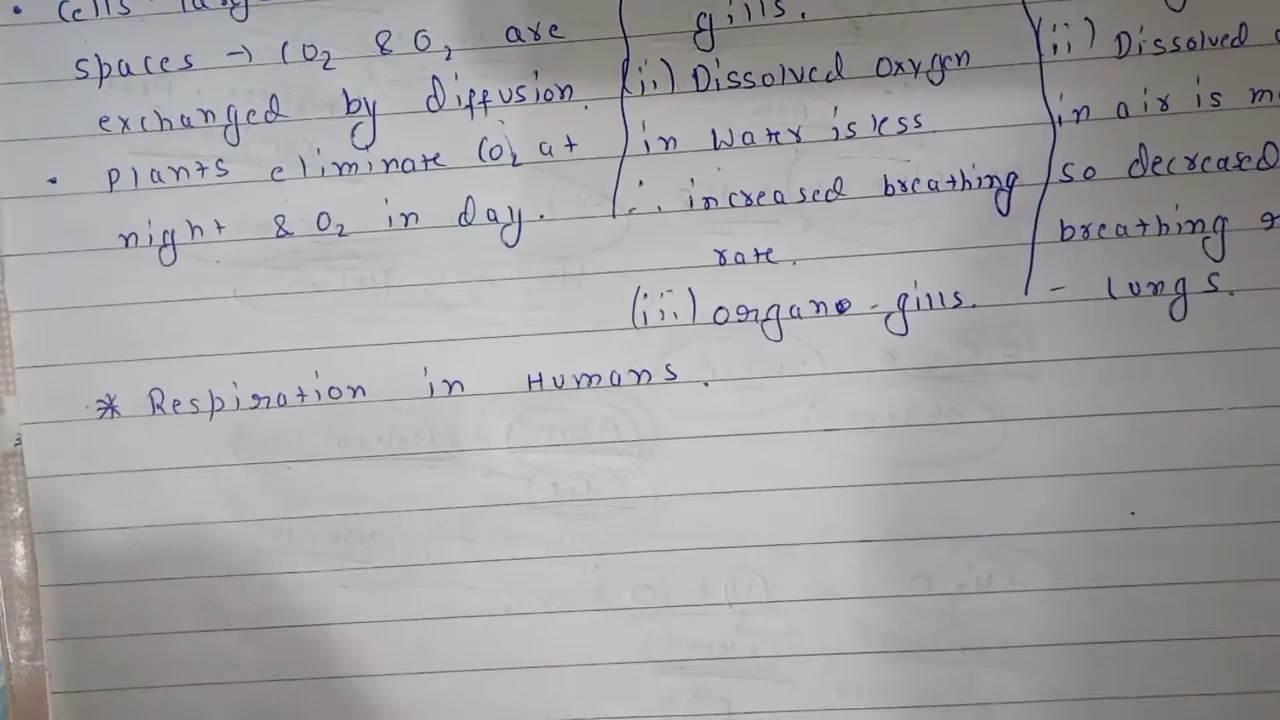 • cells
spaces → CO2 & O2 are
exchanged by diffusion.
• plants eliminate CO2 at
night & O2 in day.
gills.
(ii) Dissolved oxygen
in water is less
∴ increased breathing
rate.
(iii) organo - gills.
(ii) Dissolved
in air is
so decreased
breathing
- lungs.
* Respiration in Humans.